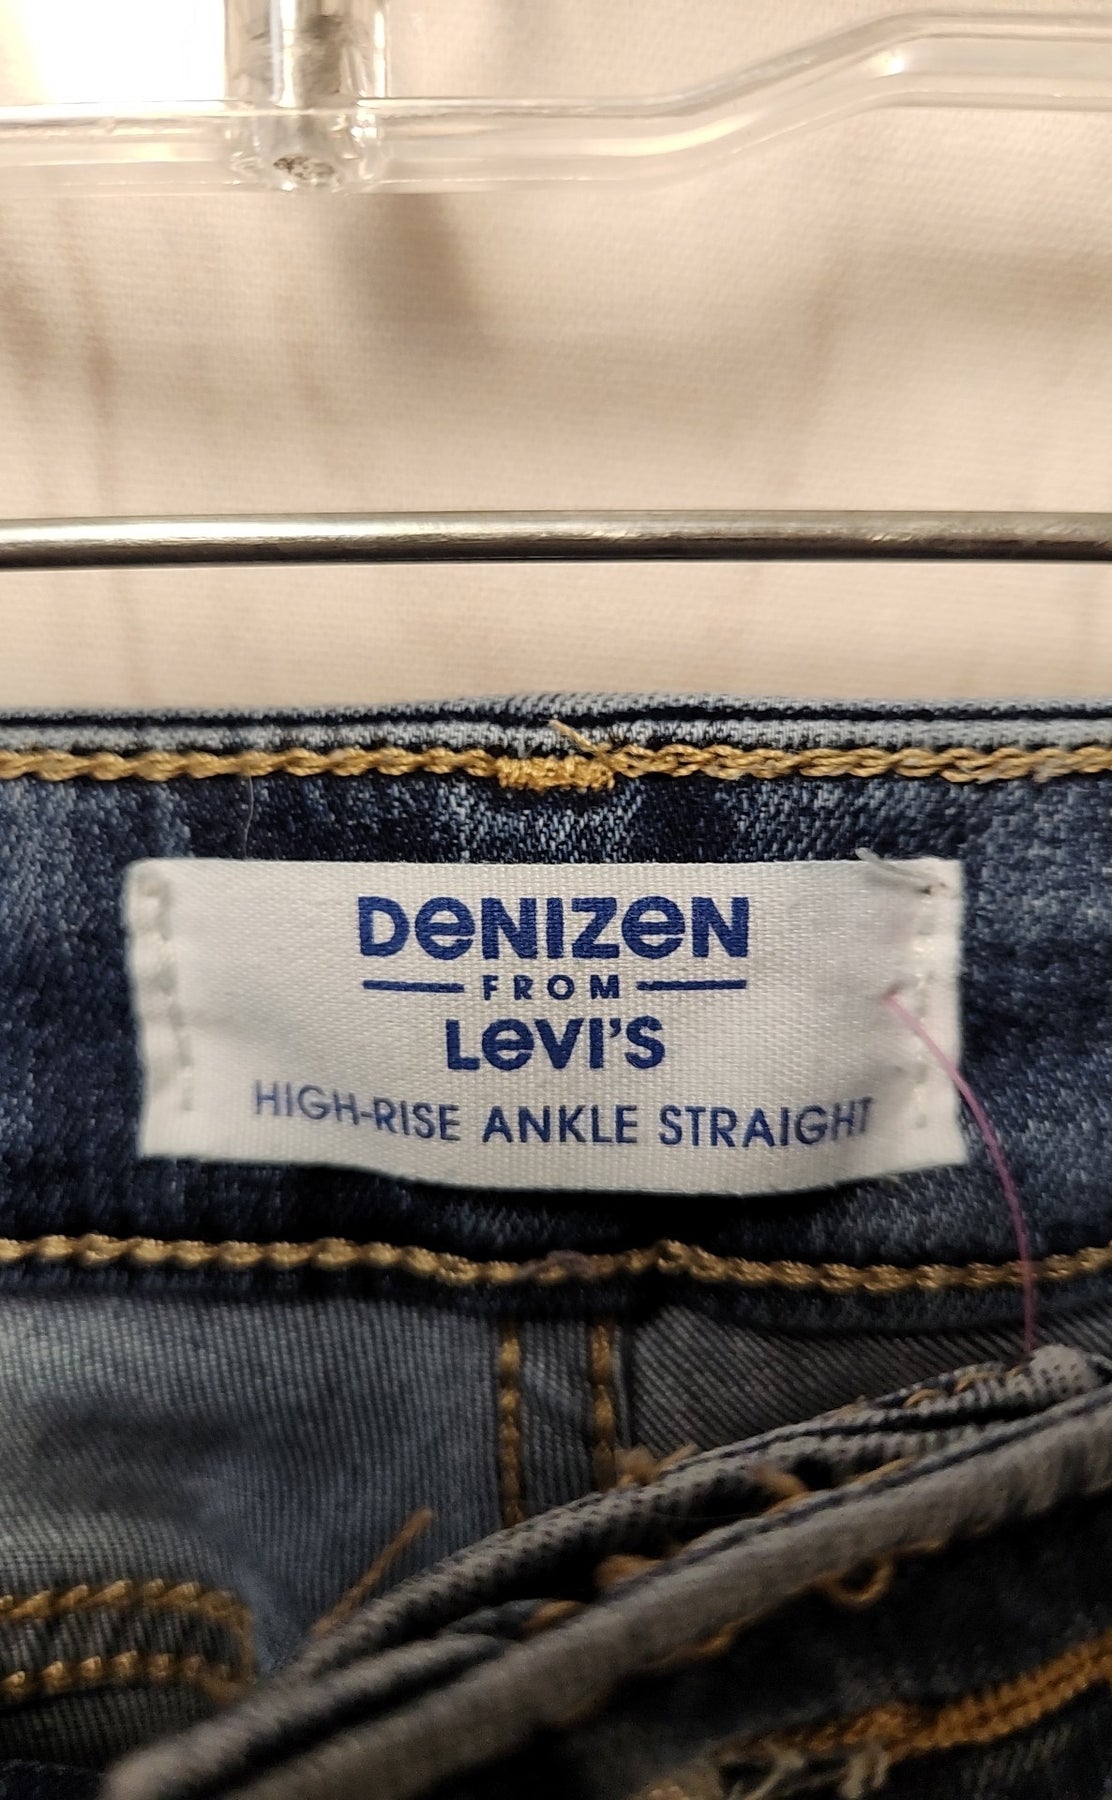 DeNIZeN
FROM
LeVI'S
HIGH-RISE ANKLE STRAIGHT